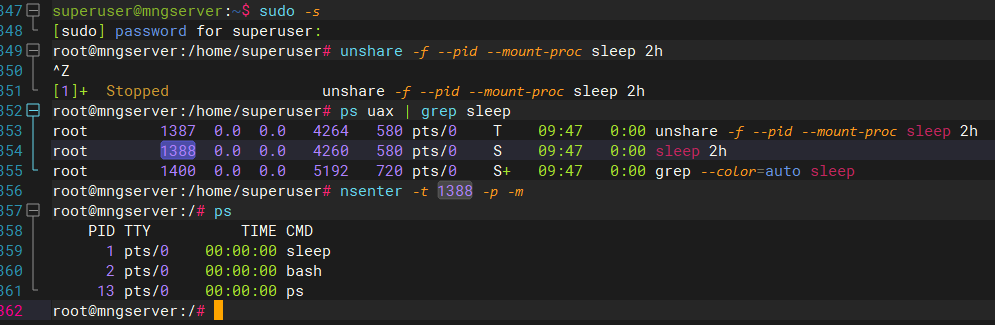 347 superuser@mngserver:~$ sudo -s
348 [sudo] password for superuser:
349 root@mngserver:/home/superuser# unshare -f --pid --mount-proc sleep 2h
350 ^Z
351 [1]+  Stopped                 unshare -f --pid --mount-proc sleep 2h
352 root@mngserver:/home/superuser# ps uax | grep sleep
353 root        1387  0.0  0.0   4264   580 pts/0    T    09:47   0:00 unshare -f --pid --mount-proc sleep 2h
354 root        1388  0.0  0.0   4260   580 pts/0    S    09:47   0:00 sleep 2h
355 root        1400  0.0  0.0   5192   720 pts/0    S+   09:47   0:00 grep --color=auto sleep
356 root@mngserver:/home/superuser# nsenter -t 1388 -p -m
357 root@mngserver:/# ps
358     PID TTY          TIME CMD
359       1 pts/0    00:00:00 sleep
360       2 pts/0    00:00:00 bash
361      13 pts/0    00:00:00 ps
362 root@mngserver:/#